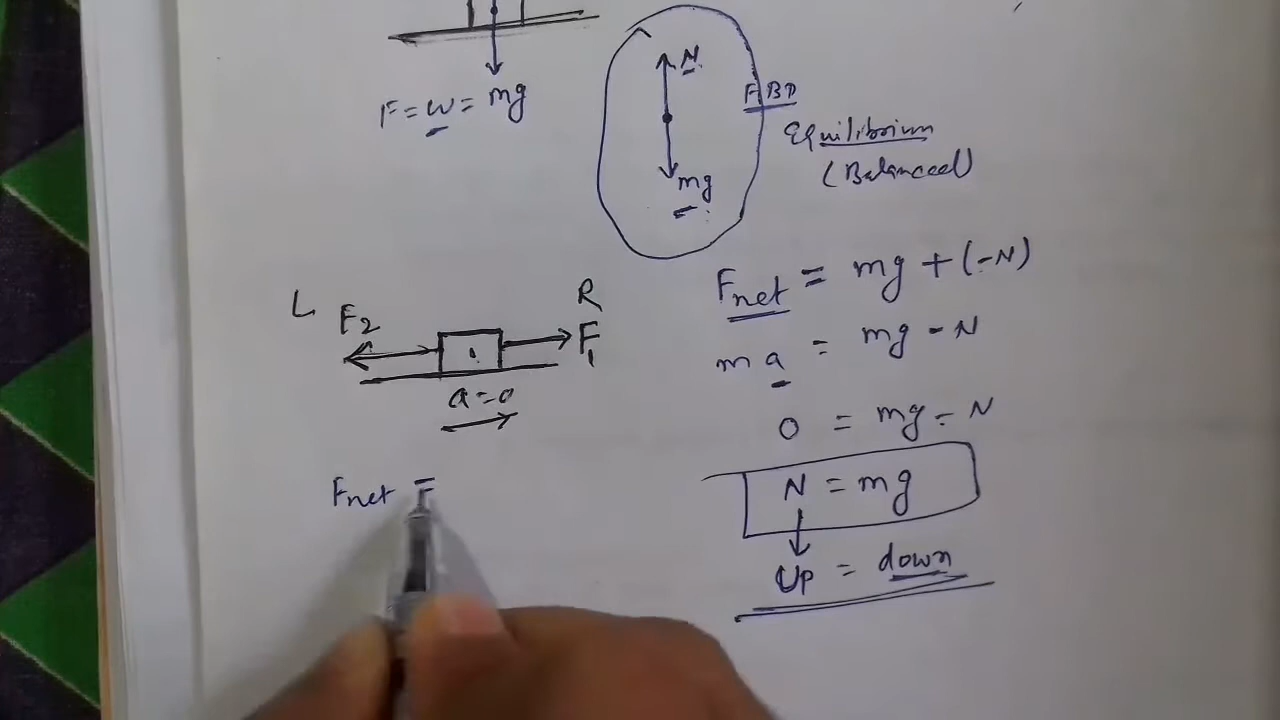 F = W = mg
N
mg
FBD
Equilibrium
(Balanced)
Fnet = mg + (-N)
ma = mg - N
0 = mg - N
N = mg
Up = down
L
R
F2
F1
a = 0
Fnet =